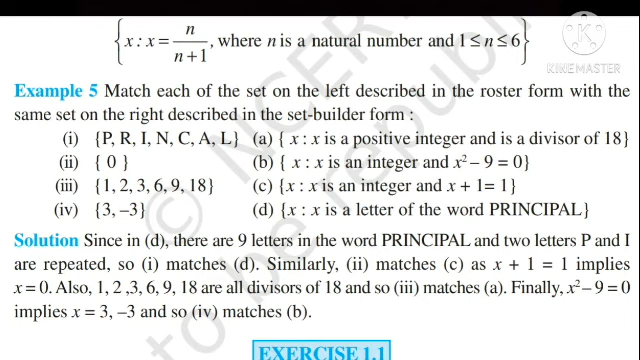 {x : x = n/(n+1), where n is a natural number and 1 ≤ n ≤ 6}
KINEMASTER
Example 5 Match each of the set on the left described in the roster form with the
same set on the right described in the set-builder form :
(i) {P, R, I, N, C, A, L} (a) { x : x is a positive integer and is a divisor of 18}
(ii) { 0 } (b) { x : x is an integer and x² – 9 = 0}
(iii) {1, 2, 3, 6, 9, 18} (c) {x : x is an integer and x + 1= 1}
(iv) {3, –3} (d) {x : x is a letter of the word PRINCIPAL}
Solution Since in (d), there are 9 letters in the word PRINCIPAL and two letters P and I
are repeated, so (i) matches (d). Similarly, (ii) matches (c) as x + 1 = 1 implies
x = 0. Also, 1, 2 ,3, 6, 9, 18 are all divisors of 18 and so (iii) matches (a). Finally, x² – 9 = 0
implies x = 3, –3 and so (iv) matches (b).
EXERCISE 1.1
© NCERT
to be republi